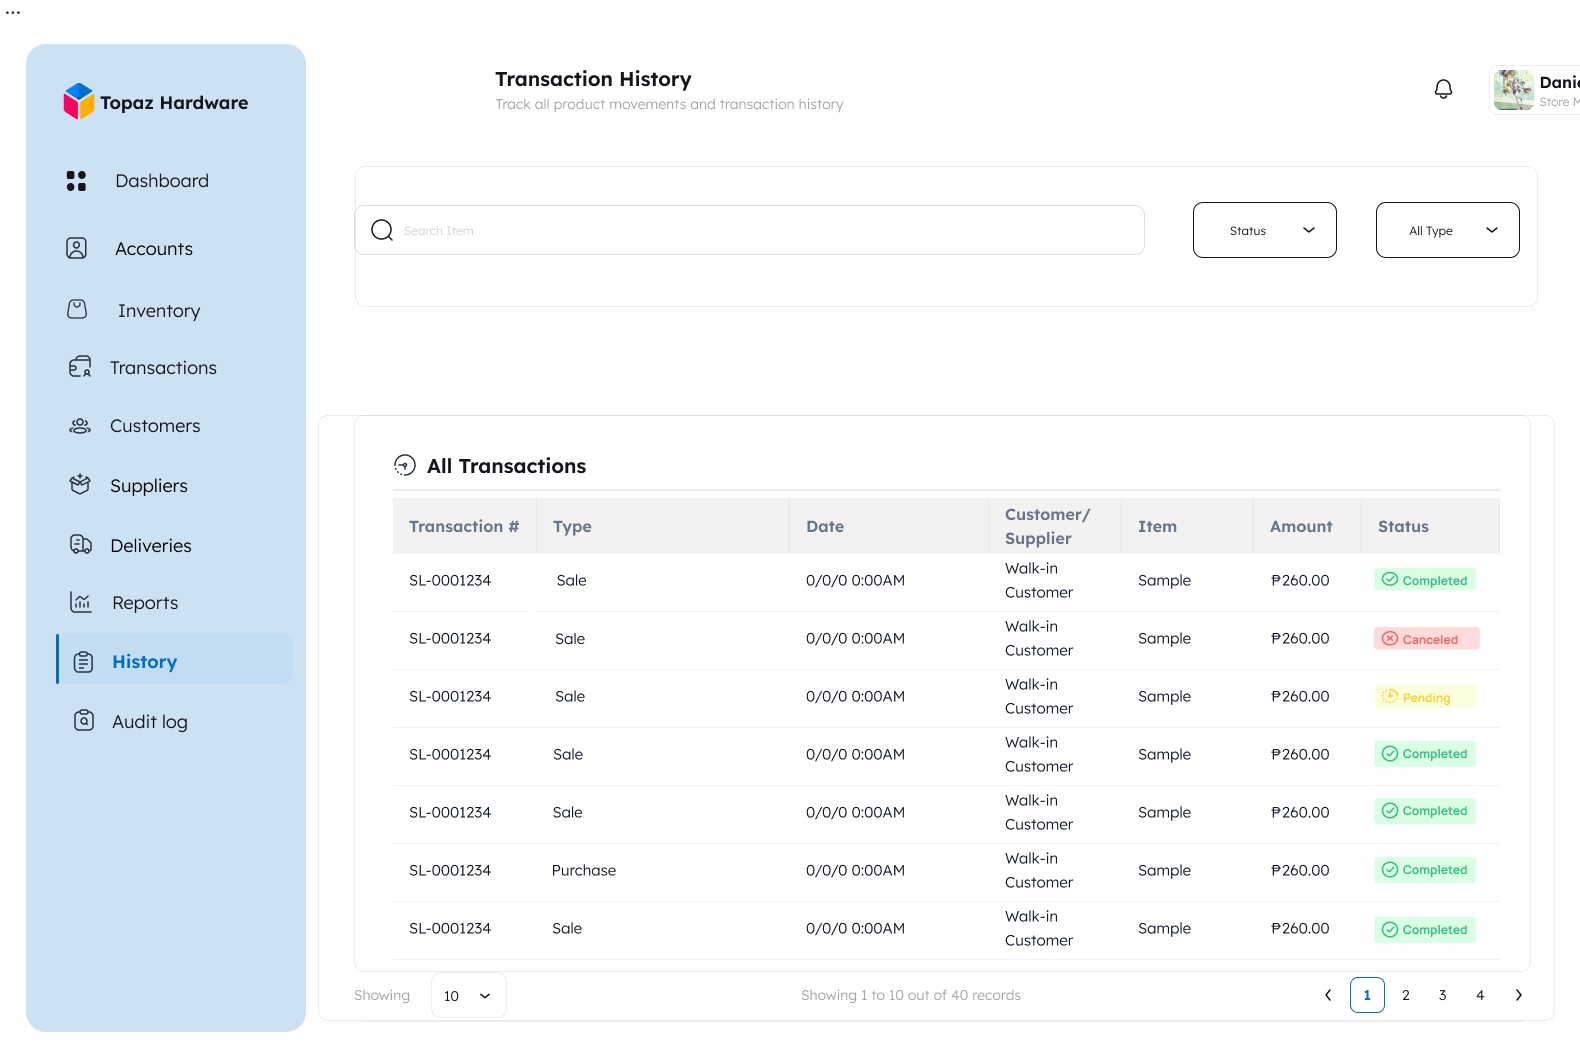 ...
Topaz Hardware
Dashboard
Accounts
Inventory
Transactions
Customers
Suppliers
Deliveries
Reports
History
Audit log
Transaction History
Track all product movements and transaction history
Store
Search Item
Status
All Type
All Transactions
Transaction # Type Date Customer/ Supplier Item Amount Status
SL-0001234 Sale 0/0/0 0:00AM Walk-in Customer Sample ₱260.00 Completed
SL-0001234 Sale 0/0/0 0:00AM Walk-in Customer Sample ₱260.00 Canceled
SL-0001234 Sale 0/0/0 0:00AM Walk-in Customer Sample ₱260.00 Pending
SL-0001234 Sale 0/0/0 0:00AM Walk-in Customer Sample ₱260.00 Completed
SL-0001234 Sale 0/0/0 0:00AM Walk-in Customer Sample ₱260.00 Completed
SL-0001234 Purchase 0/0/0 0:00AM Walk-in Customer Sample ₱260.00 Completed
SL-0001234 Sale 0/0/0 0:00AM Walk-in Customer Sample ₱260.00 Completed
Showing 10 Showing 1 to 10 out of 40 records 1 2 3 4